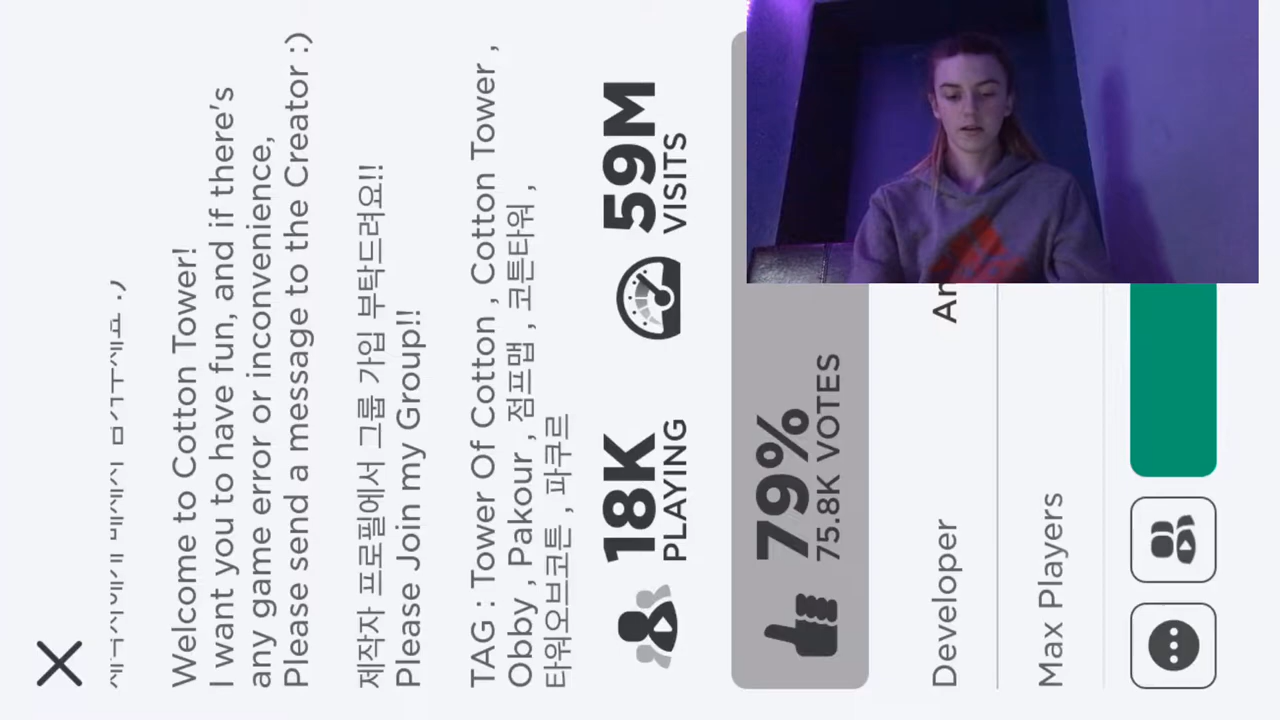 Welcome to Cotton Tower!
I want you to have fun, and if there's
any game error or inconvenience,
Please send a message to the Creator :)
제작자 프로필에서 그룹 가입 부탁드려요!!
Please Join my Group!!
TAG : Tower Of Cotton , Cotton Tower ,
Obby , Pakour , 점프맵 , 코튼타워 ,
타워오브코튼 , 파쿠르
18K
PLAYING
59M
VISITS
79%
75.8K VOTES
Developer
Max Players